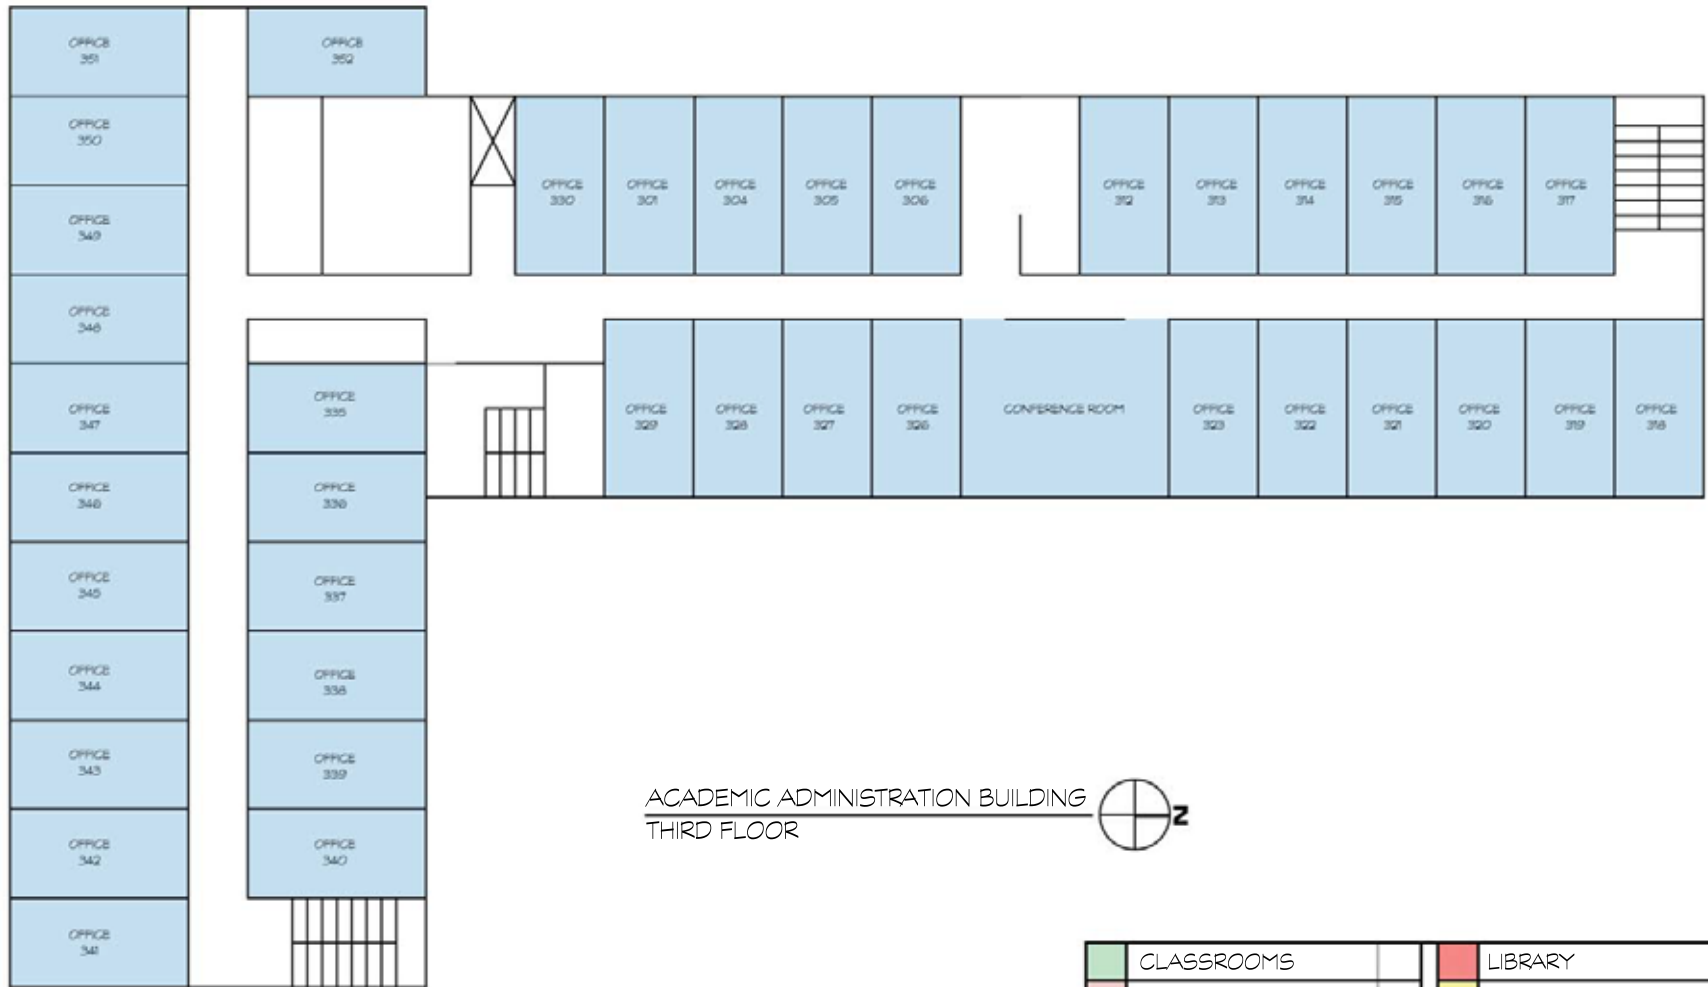 OFFICE
351
OFFICE
352
OFFICE
350
OFFICE
330
OFFICE
301
OFFICE
304
OFFICE
305
OFFICE
306
OFFICE
312
OFFICE
313
OFFICE
314
OFFICE
315
OFFICE
316
OFFICE
317
OFFICE
349
OFFICE
348
OFFICE
335
OFFICE
347
OFFICE
329
OFFICE
328
OFFICE
327
OFFICE
326
CONFERENCE ROOM
OFFICE
323
OFFICE
322
OFFICE
321
OFFICE
320
OFFICE
319
OFFICE
318
OFFICE
346
OFFICE
336
OFFICE
345
OFFICE
337
OFFICE
344
OFFICE
338
OFFICE
343
OFFICE
339
OFFICE
342
OFFICE
340
OFFICE
341
ACADEMIC ADMINISTRATION BUILDING
THIRD FLOOR
N
CLASSROOMS
LIBRARY